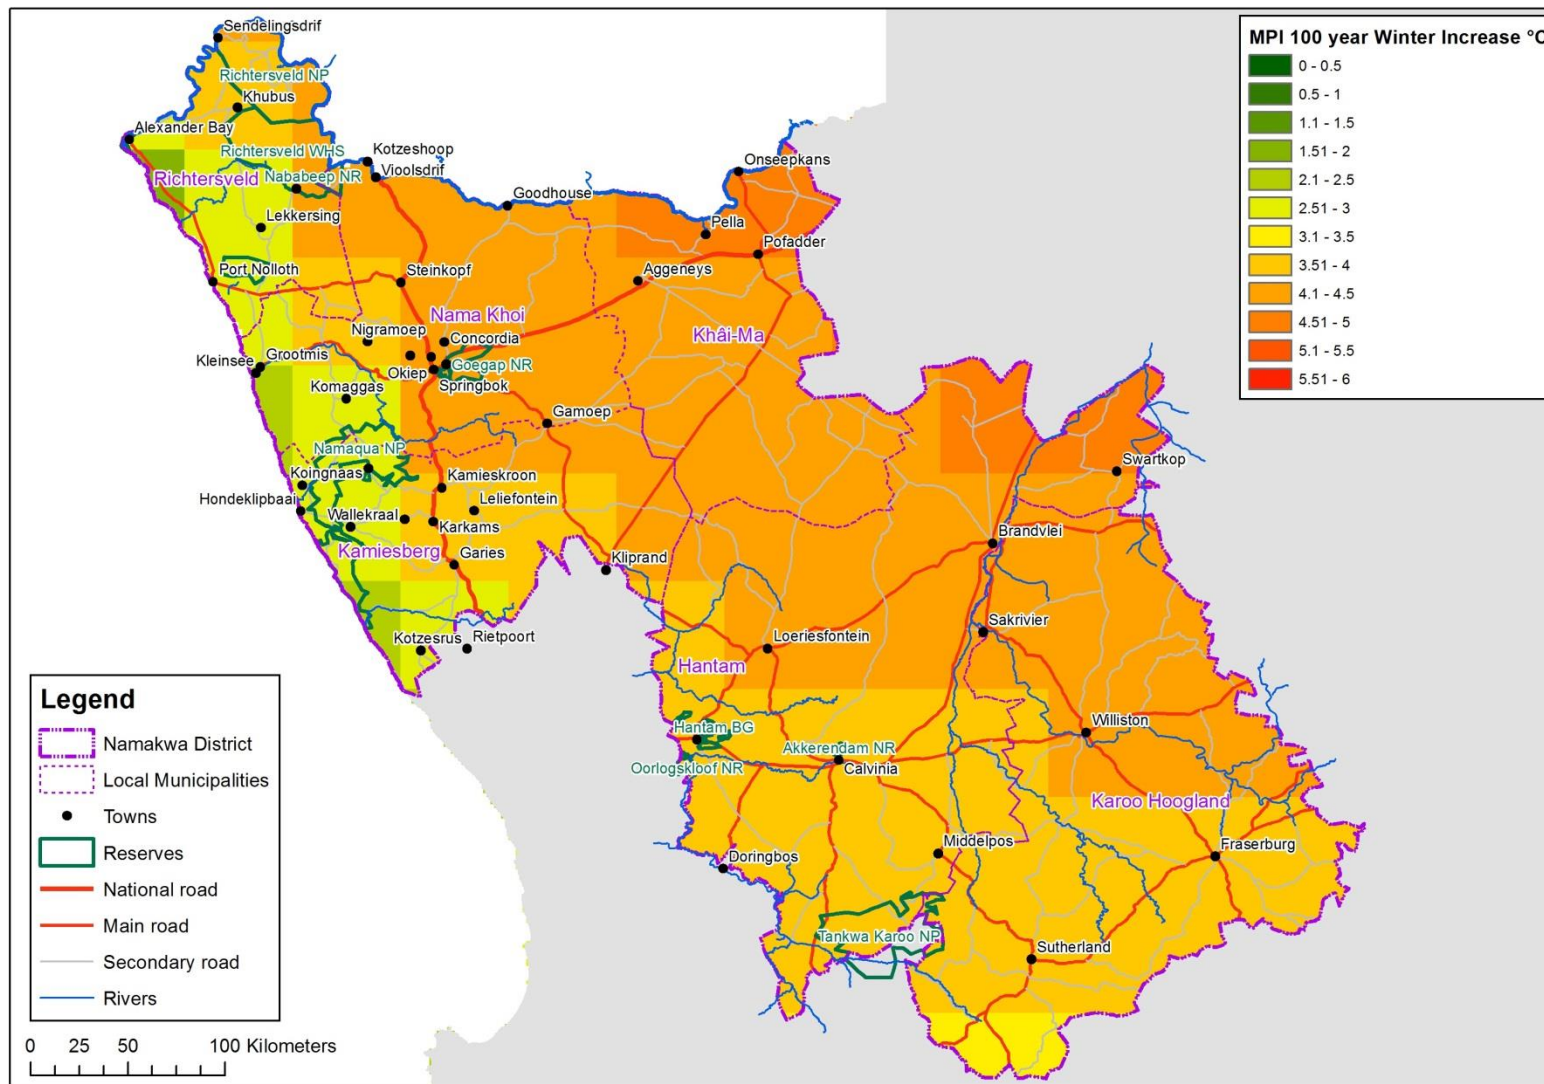 MPI 100 year Winter Increase °C
0 - 0.5
0.5 - 1
1.1 - 1.5
1.51 - 2
2.1 - 2.5
2.51 - 3
3.1 - 3.5
3.51 - 4
4.1 - 4.5
4.51 - 5
5.1 - 5.5
5.51 - 6
Sendelingsdrif
Richtersveld NP
Khubus
Alexander Bay
Richtersveld WHS
Kotzeshoop
Vioolsdrif
Richtersveld
Nababeep NR
Onseepkans
Goodhouse
Lekkersing
Pella
Pofadder
Port Nolloth
Steinkopf
Aggeneys
Nama Khoi
Khâi-Ma
Nigramoep
Concordia
Kleinsee
Grootmis
Okiep
Goegap NR
Springbok
Komaggas
Gamoep
Namaqua NP
Koingnaas
Kamieskroon
Swartkop
Hondeklipbaai
Leliefontein
Wallekraal
Karkams
Kamiesberg
Garies
Kliprand
Brandvlei
Kotzesrus
Rietpoort
Loeriesfontein
Sakrivier
Hantam
Hantam BG
Williston
Oorlogskloof NR
Akkerendam NR
Calvinia
Karoo Hoogland
Doringbos
Middelpos
Fraserburg
Tankwa Karoo NP
Sutherland
Legend
Namakwa District
Local Municipalities
Towns
Reserves
National road
Main road
Secondary road
Rivers
0 25 50 100 Kilometers